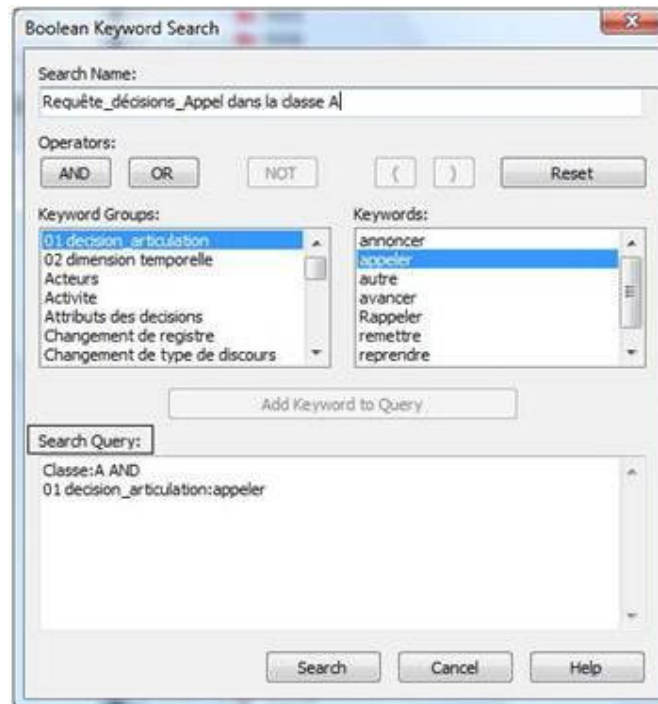 Boolean Keyword Search
Search Name:
Requête_décisions_Appel dans la classe A
Operators:
AND OR NOT ( ) Reset
Keyword Groups: Keywords:
01 decision_articulation annoncer
02 dimension temporelle appeler
Acteurs autre
Activite avancer
Attributs des decisions Rappeler
Changement de registre remettre
Changement de type de discours reprendre
Add Keyword to Query
Search Query:
Classe:A AND
01 decision_articulation:appeler
Search Cancel Help